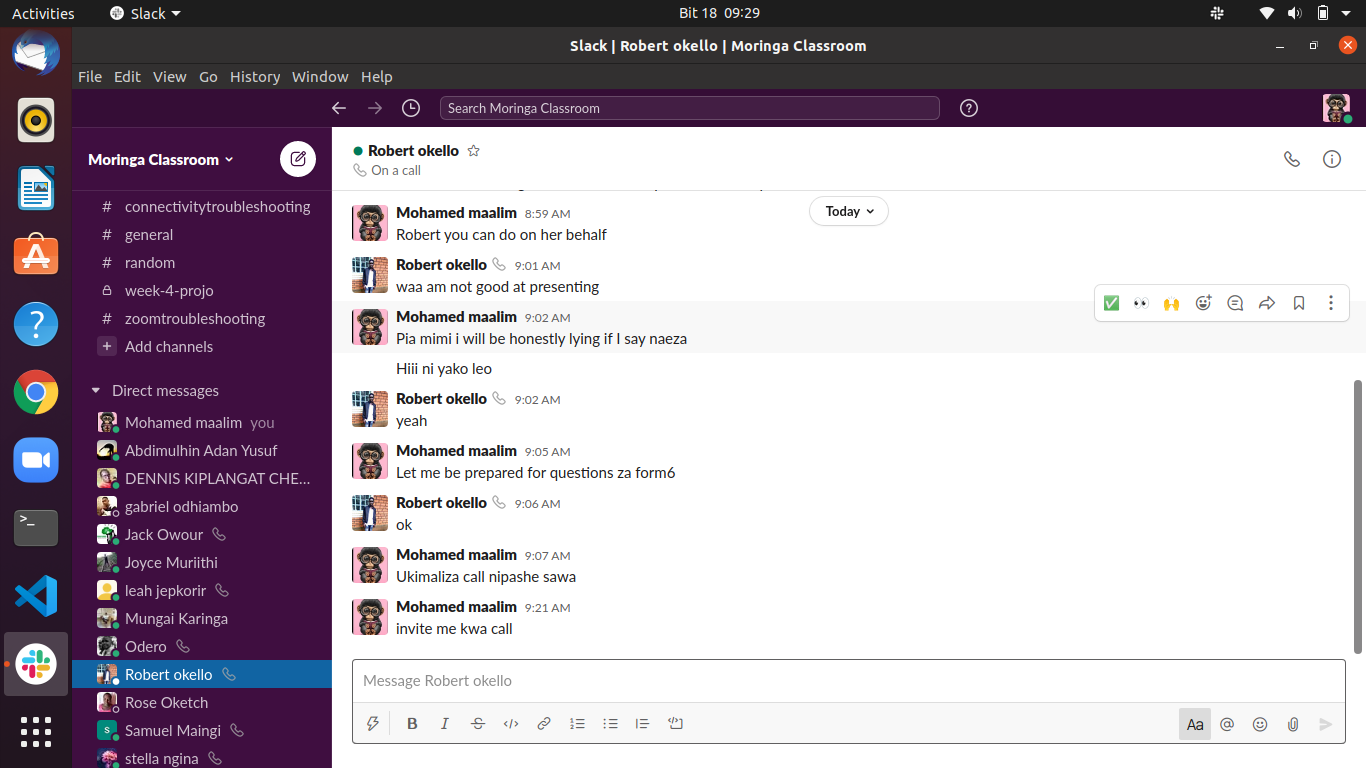 Activities
Slack
Bit 18 09:29
Slack | Robert okello | Moringa Classroom
File Edit View Go History Window Help
Search Moringa Classroom
Moringa Classroom
# connectivitytroubleshooting
# general
# random
week-4-projo
# zoomtroubleshooting
+ Add channels
Direct messages
Mohamed maalim you
Abdimulhin Adan Yusuf
DENNIS KIPLANGAT CHE...
gabriel odhiambo
Jack Owour
Joyce Muriithi
leah jepkorir
Mungai Karinga
Odero
Robert okello
Rose Oketch
S Samuel Maingi
stella ngina
Robert okello
On a call
Today
Mohamed maalim 8:59 AM
Robert you can do on her behalf
Robert okello 9:01 AM
waa am not good at presenting
Mohamed maalim 9:02 AM
Pia mimi i will be honestly lying if I say naeza
Hiii ni yako leo
Robert okello 9:02 AM
yeah
Mohamed maalim 9:05 AM
Let me be prepared for questions za form6
Robert okello 9:06 AM
ok
Mohamed maalim 9:07 AM
Ukimaliza call nipashe sawa
Mohamed maalim 9:21 AM
invite me kwa call
Message Robert okello
B I S
Aa @